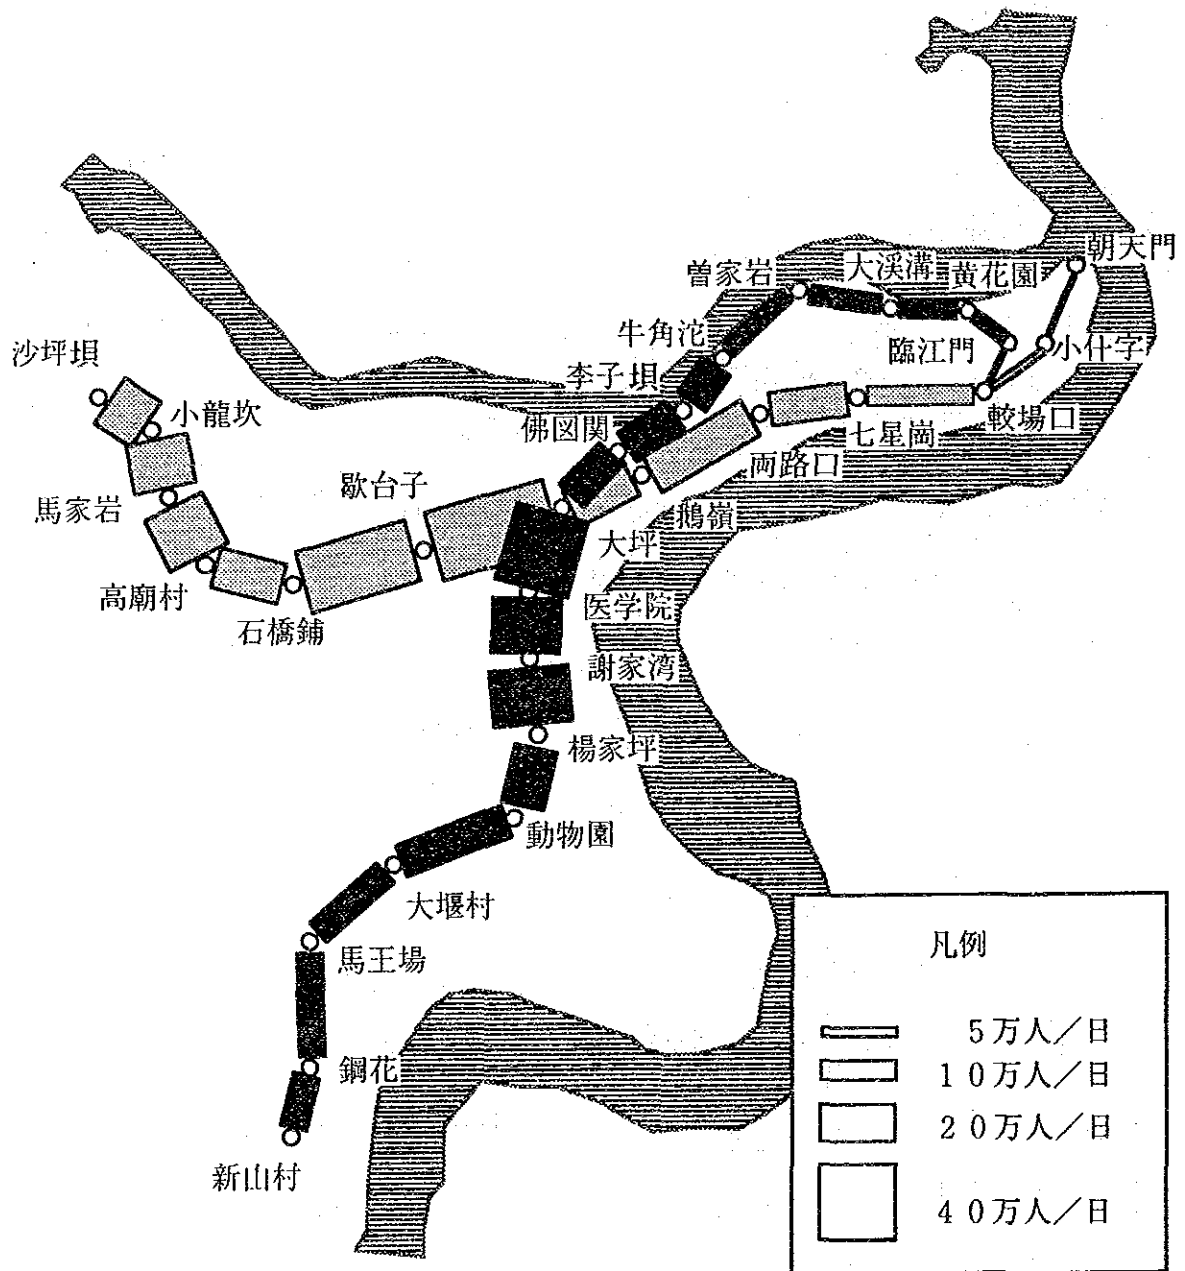 朝天門
大渓溝
黄花園
曽家岩
牛角沱
臨江門
小什字
沙坪垻
李子垻
小龍坎
佛図関
七星崗
較場口
両路口
歇台子
馬家岩
鵝嶺
大坪
高廟村
石橋鋪
医学院
謝家湾
楊家坪
動物園
大堰村
馬王場
鋼花
新山村
凡例
5万人/日
10万人/日
20万人/日
40万人/日